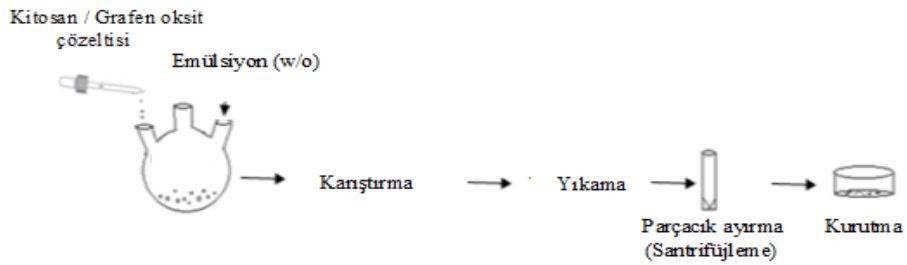 Kitosan / Grafen oksit
çözeltisi
Emülsiyon (w/o)
Karıştırma
Yıkama
Parçacık ayırma
(Santrifüjleme)
Kurutma